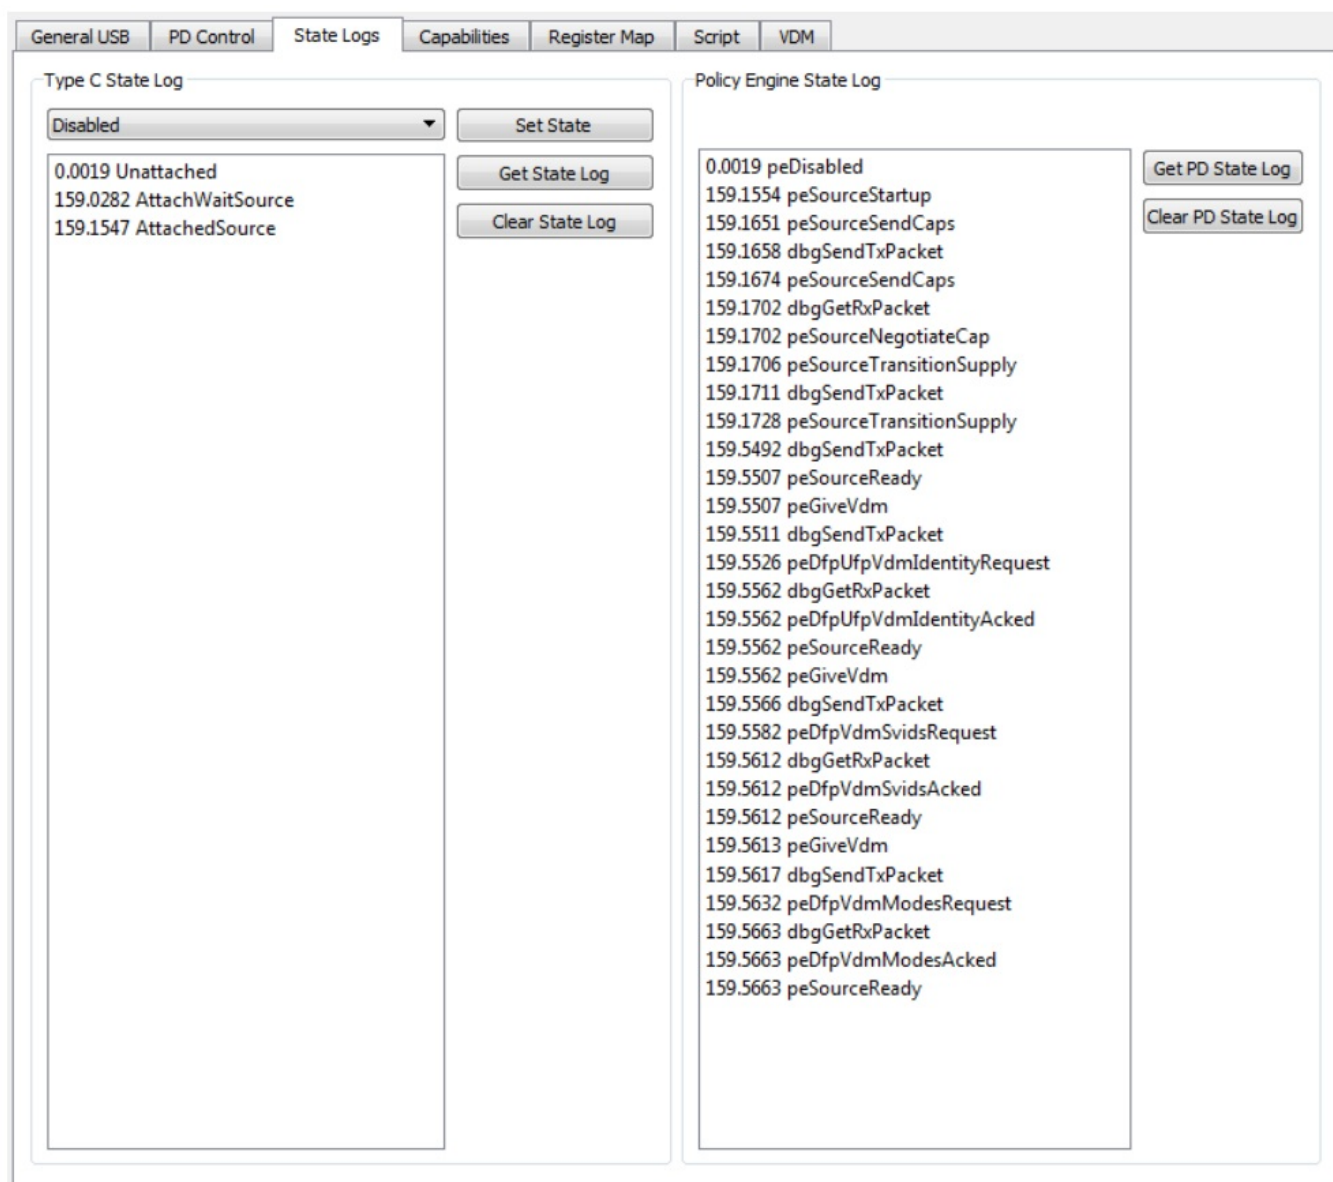 General USB PD Control State Logs Capabilities Register Map Script VDM
Type C State Log
Disabled
Set State
0.0019 Unattached
159.0282 AttachWaitSource
159.1547 AttachedSource
Get State Log
Clear State Log
Policy Engine State Log
0.0019 peDisabled
159.1554 peSourceStartup
159.1651 peSourceSendCaps
159.1658 dbgSendTxPacket
159.1674 peSourceSendCaps
159.1702 dbgGetRxPacket
159.1702 peSourceNegotiateCap
159.1706 peSourceTransitionSupply
159.1711 dbgSendTxPacket
159.1728 peSourceTransitionSupply
159.5492 dbgSendTxPacket
159.5507 peSourceReady
159.5507 peGiveVdm
159.5511 dbgSendTxPacket
159.5526 peDfpUfpVdmIdentityRequest
159.5562 dbgGetRxPacket
159.5562 peDfpUfpVdmIdentityAcked
159.5562 peSourceReady
159.5562 peGiveVdm
159.5566 dbgSendTxPacket
159.5582 peDfpVdmSvidsRequest
159.5612 dbgGetRxPacket
159.5612 peDfpVdmSvidsAcked
159.5612 peSourceReady
159.5613 peGiveVdm
159.5617 dbgSendTxPacket
159.5632 peDfpVdmModesRequest
159.5663 dbgGetRxPacket
159.5663 peDfpVdmModesAcked
159.5663 peSourceReady
Get PD State Log
Clear PD State Log